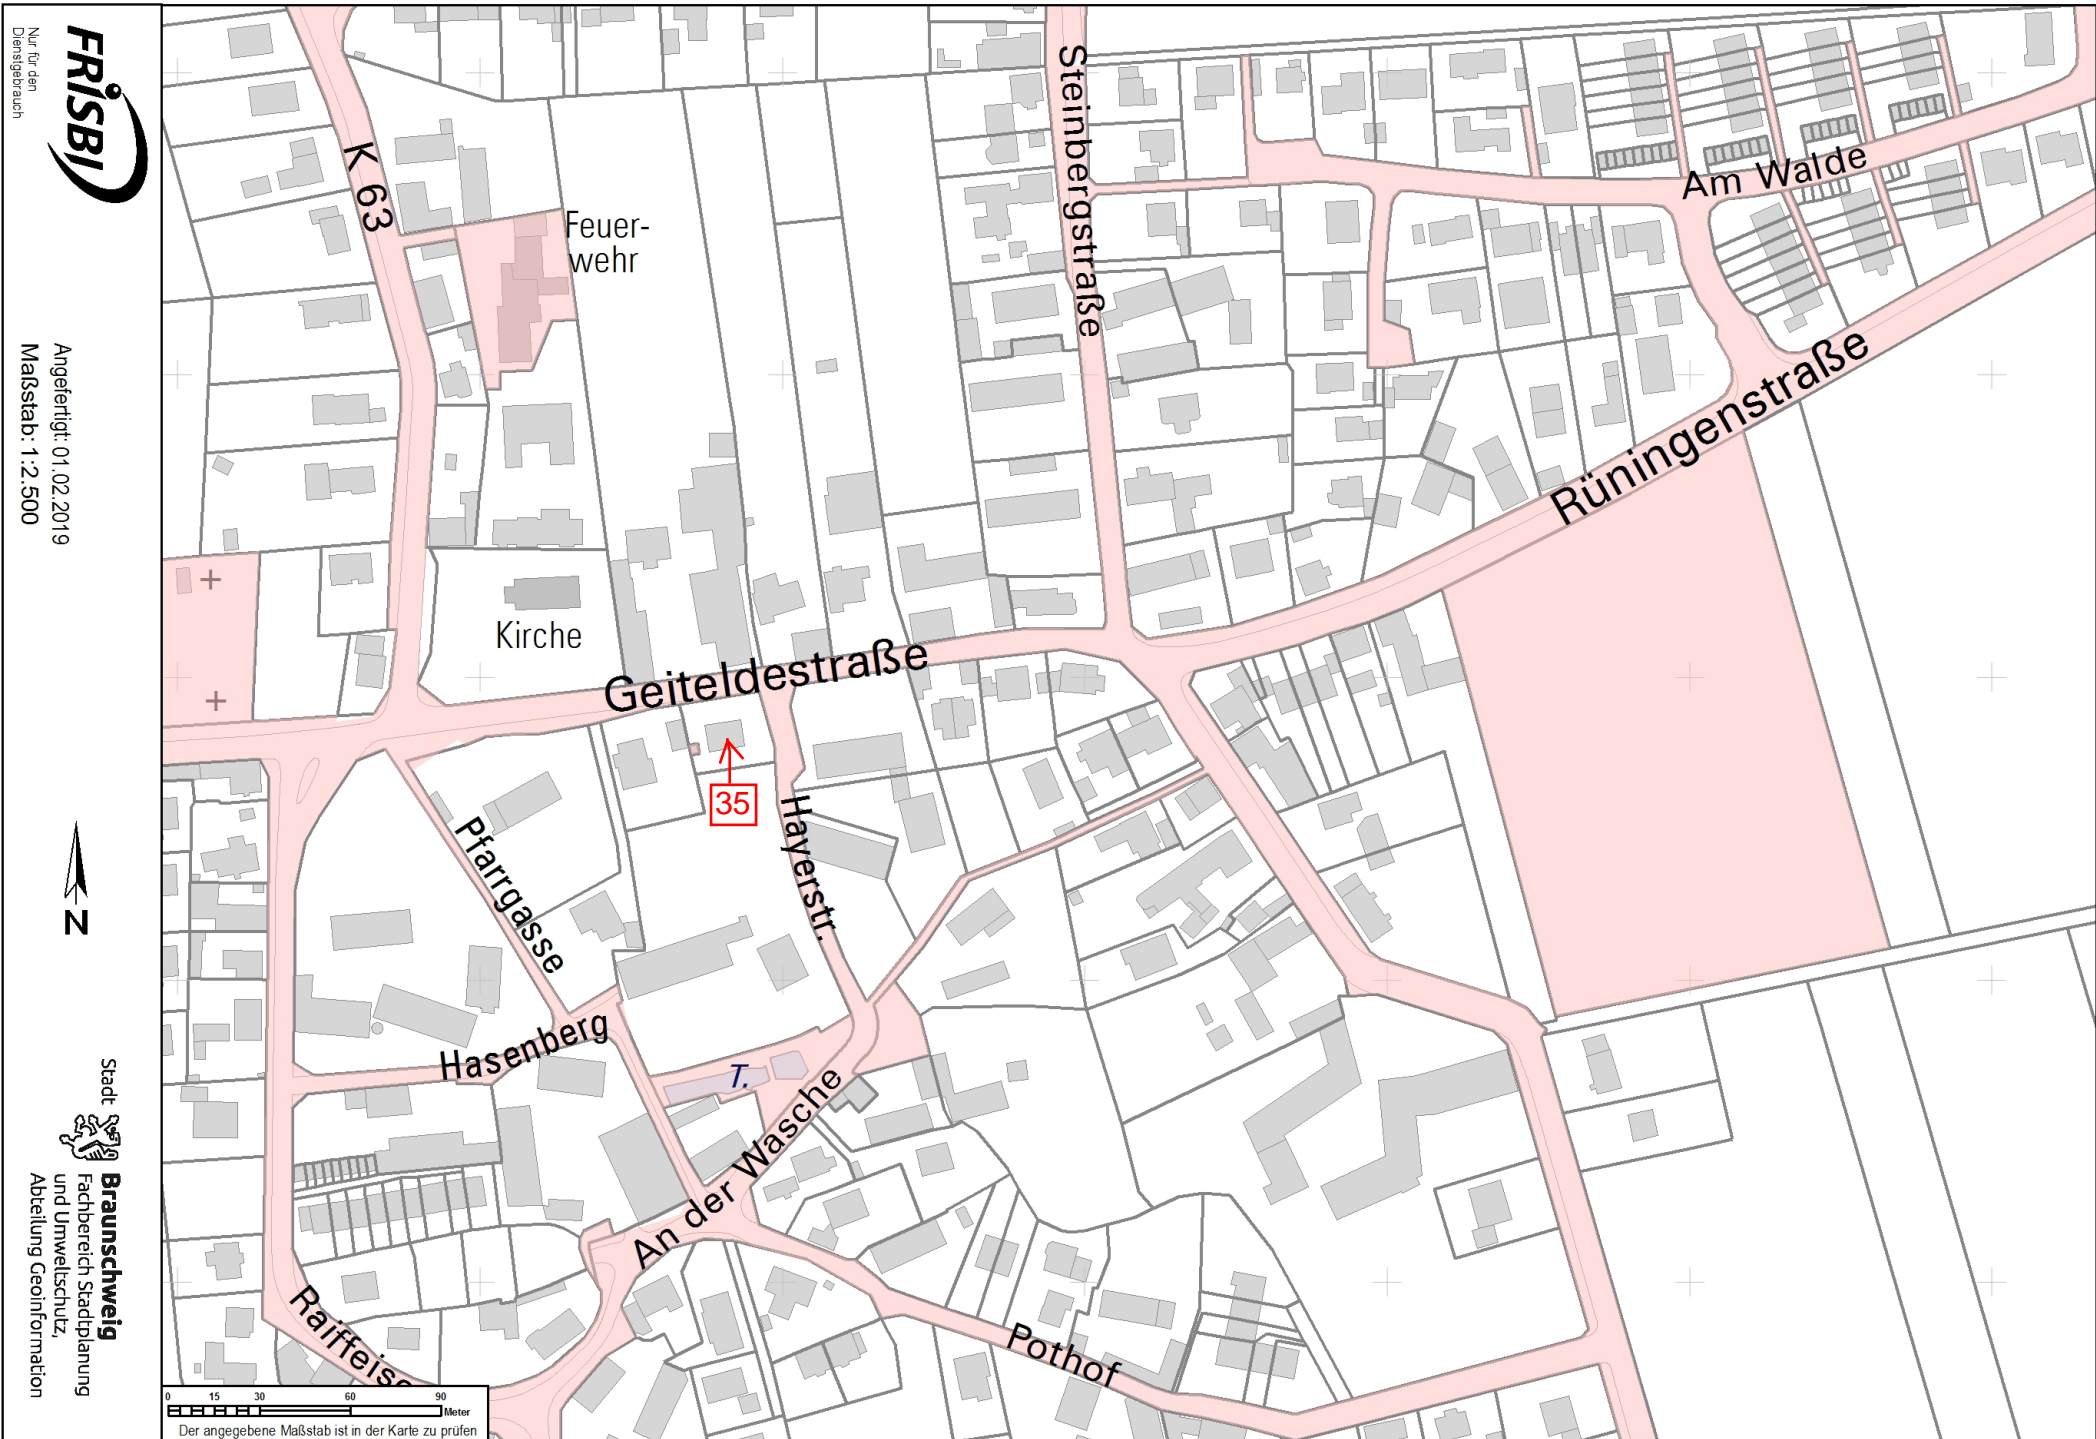 FRISBI
Nur für den
Dienstgebrauch
Angefertigt: 01.02.2019
Maßstab: 1:2.500
N
Stadt
Braunschweig
Fachbereich Stadtplanung
und Umweltschutz,
Abteilung Geoinformation
K 63
Feuer-
wehr
Steinbergstraße
Am Walde
Rüningenstraße
Kirche
Geiteldestraße
35
Hayerstr.
Pfarrgasse
Hasenberg
T.
An der Wasche
Raiffeise
Pothof
0 15 30 60 90
Meter
Der angegebene Maßstab ist in der Karte zu prüfen